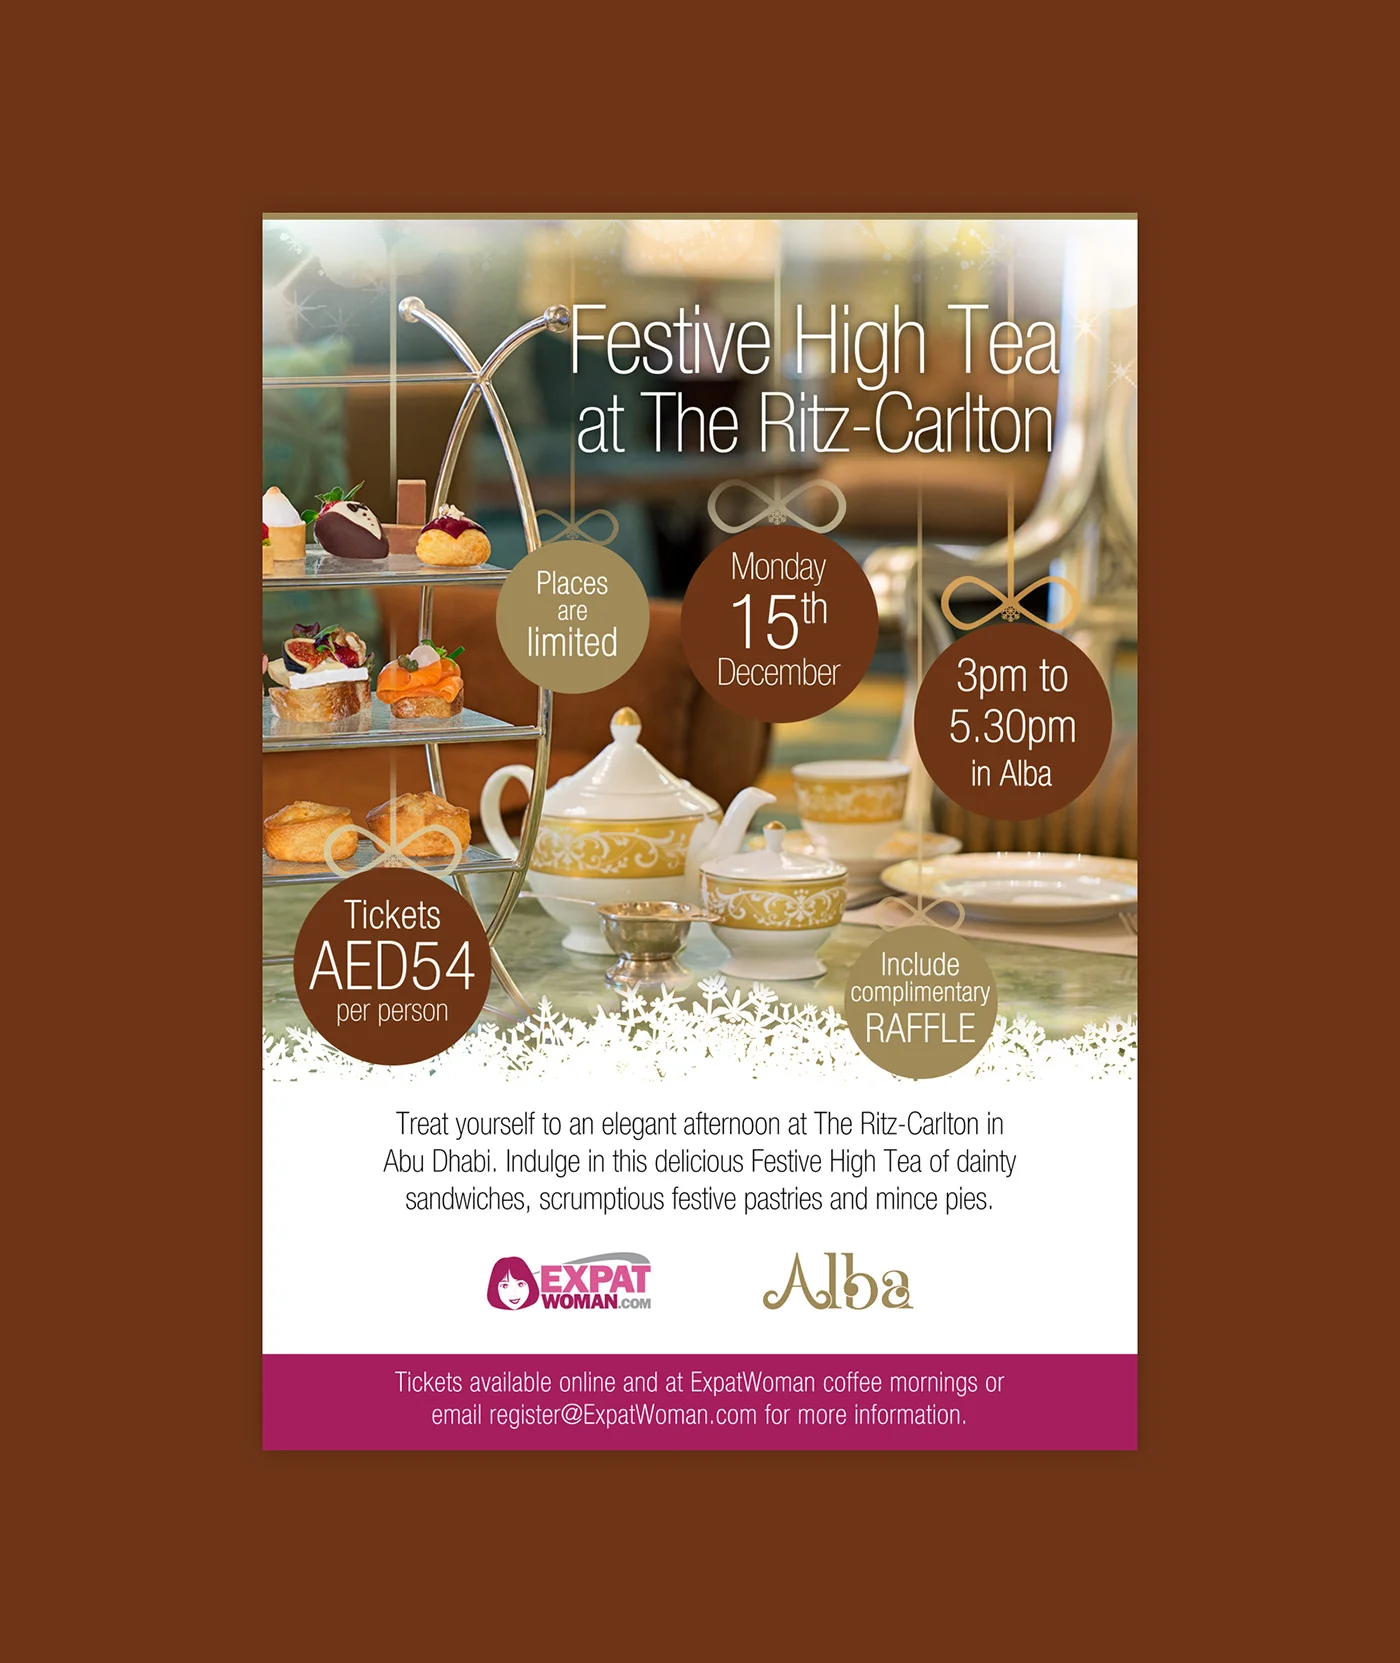 Festive High Tea
at The Ritz-Carlton
Places
are
limited
Monday
15th
December
3pm to
5.30pm
in Alba
Tickets
AED54
per person
Include
complimentary
RAFFLE
Treat yourself to an elegant afternoon at The Ritz-Carlton in
Abu Dhabi. Indulge in this delicious Festive High Tea of dainty
sandwiches, scrumptious festive pastries and mince pies.
EXPAT
WOMAN.COM
Alba
Tickets available online and at ExpatWoman coffee mornings or
email register@ExpatWoman.com for more information.